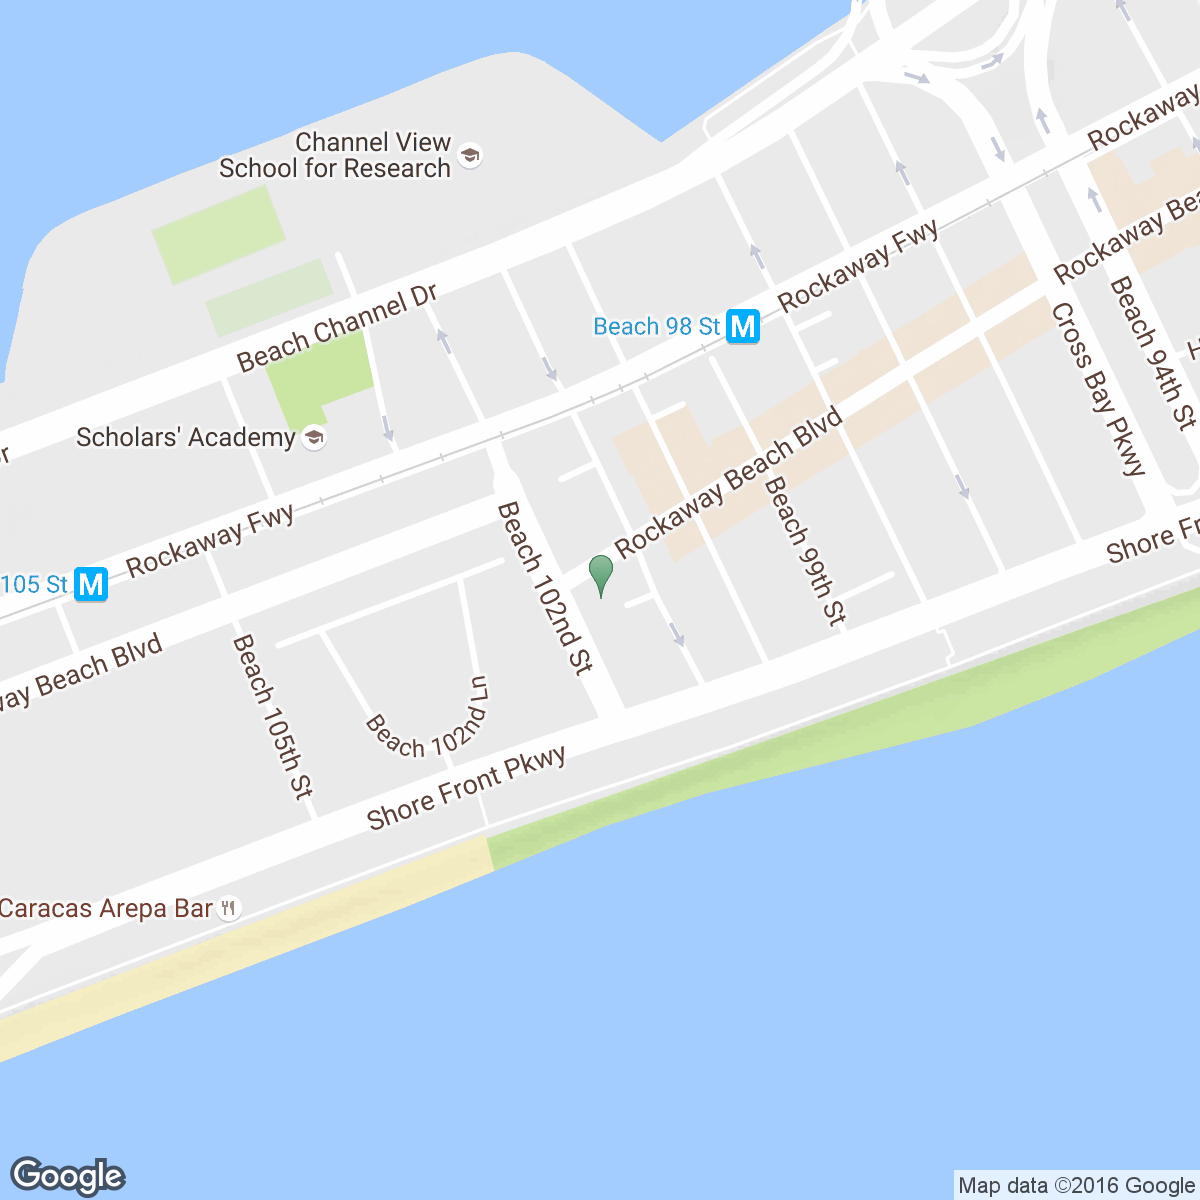 Channel View
School for Research
Rockaway
Rockaway Fwy
Rockaway Bea
Beach Channel Dr
Beach 98 St M
Cross Bay Pkwy
Beach 94th St
H
Scholars' Academy
Rockaway Beach Blvd
Beach 99th St
Rockaway Fwy
Beach 102nd St
Shore Fr
105 St M
way Beach Blvd
Beach 105th St
Beach 102nd Ln
Shore Front Pkwy
Caracas Arepa Bar
Google
Map data ©2016 Google